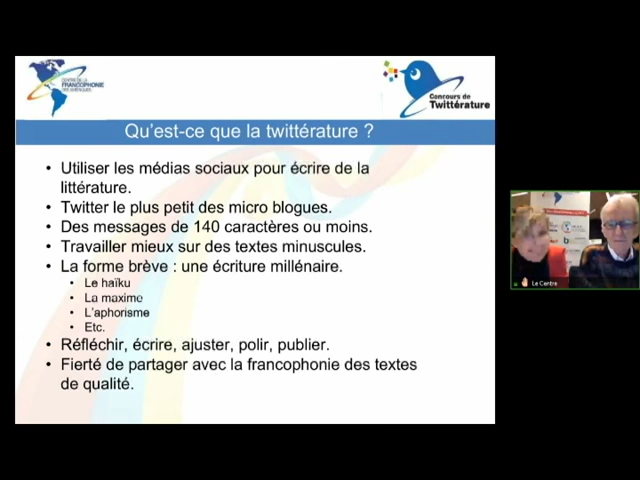 CENTRE DE LA
FRANCOPHONIE
DES AMÉRIQUES
Concours de
Twittérature
Qu'est-ce que la twittérature ?
• Utiliser les médias sociaux pour écrire de la
littérature.
• Twitter le plus petit des micro blogues.
• Des messages de 140 caractères ou moins.
• Travailler mieux sur des textes minuscules.
• La forme brève : une écriture millénaire.
• Le haïku
• La maxime
• L'aphorisme
• Etc.
• Réfléchir, écrire, ajuster, polir, publier.
• Fierté de partager avec la francophonie des textes
de qualité.
Le Centre